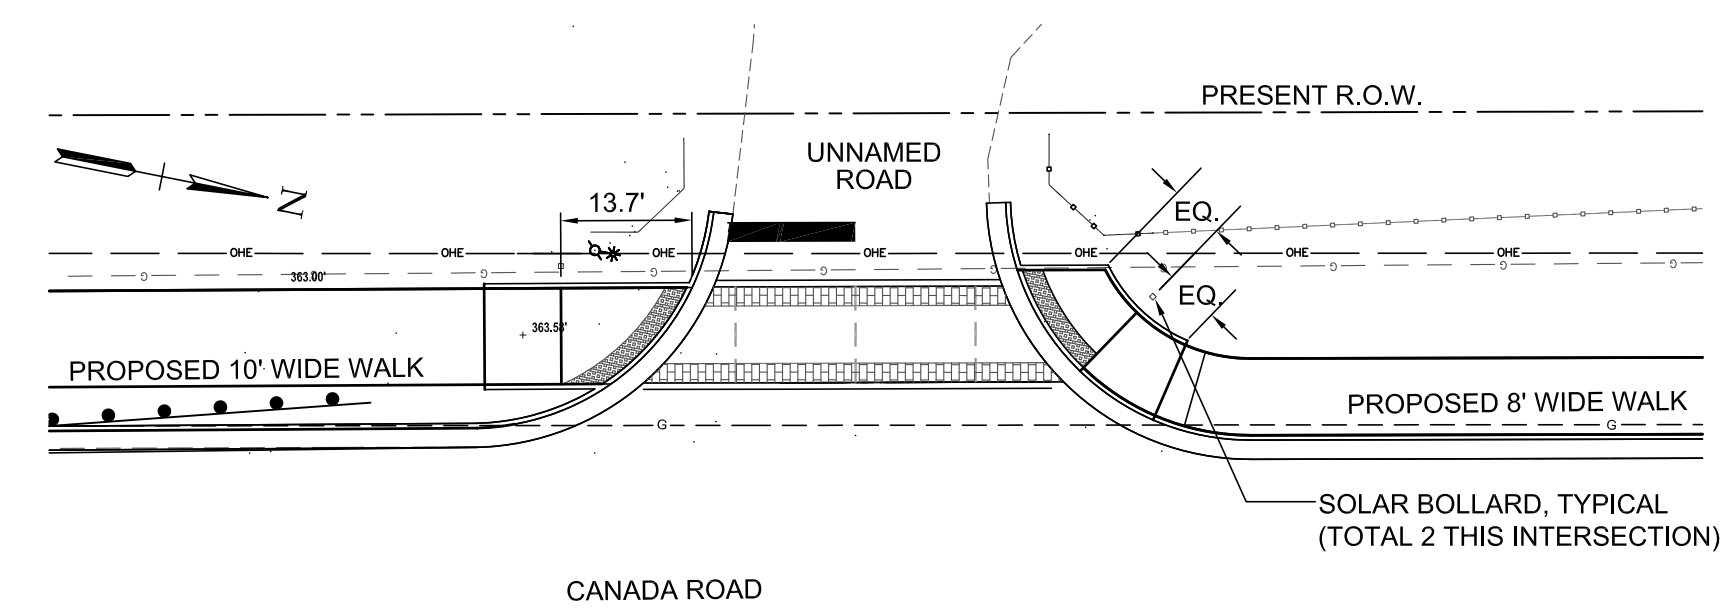 PRESENT R.O.W.
UNNAMED
ROAD
N
13.7'
EQ.
OHE OHE OHE OHE OHE OHE OHE
G G G G G G G
363.00'
EQ.
363.58'
PROPOSED 10' WIDE WALK
PROPOSED 8' WIDE WALK
G G
SOLAR BOLLARD, TYPICAL
(TOTAL 2 THIS INTERSECTION)
CANADA ROAD